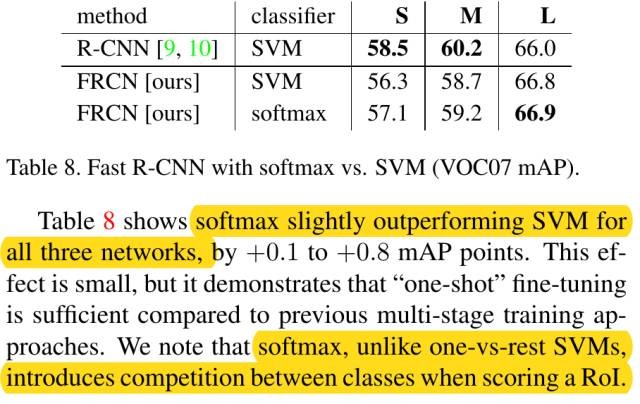 method classifier S M L
R-CNN [9, 10] SVM 58.5 60.2 66.0
FRCN [ours] SVM 56.3 58.7 66.8
FRCN [ours] softmax 57.1 59.2 66.9
Table 8. Fast R-CNN with softmax vs. SVM (VOC07 mAP).
Table 8 shows softmax slightly outperforming SVM for
all three networks, by +0.1 to +0.8 mAP points. This ef-
fect is small, but it demonstrates that “one-shot” fine-tuning
is sufficient compared to previous multi-stage training ap-
proaches. We note that softmax, unlike one-vs-rest SVMs,
introduces competition between classes when scoring a RoI.